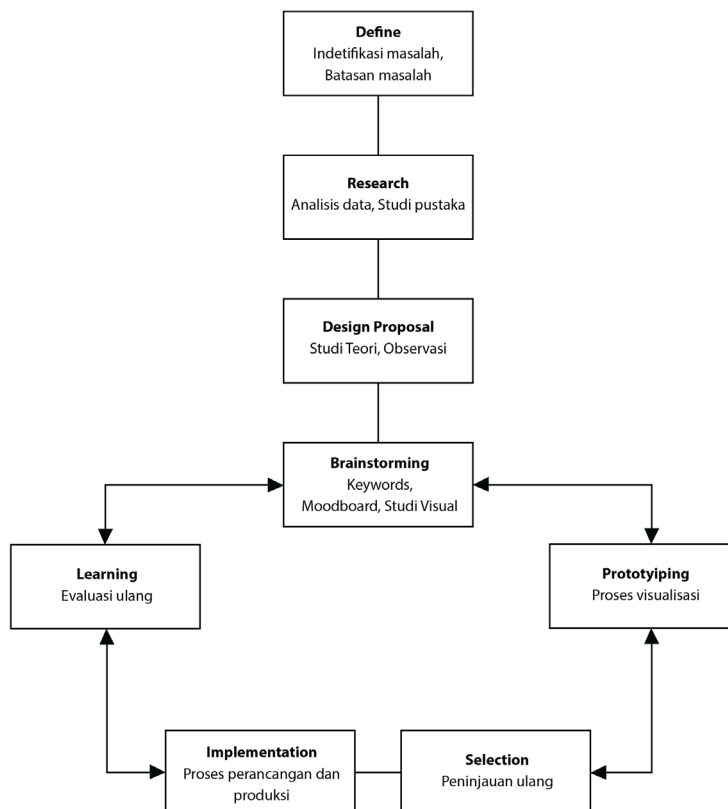 Define
Indetifikasi masalah,
Batasan masalah
Research
Analisis data, Studi pustaka
Design Proposal
Studi Teori, Observasi
Brainstorming
Keywords,
Moodboard, Studi Visual
Learning
Evaluasi ulang
Prototyiping
Proses visualisasi
Implementation
Proses perancangan dan
produksi
Selection
Peninjauan ulang